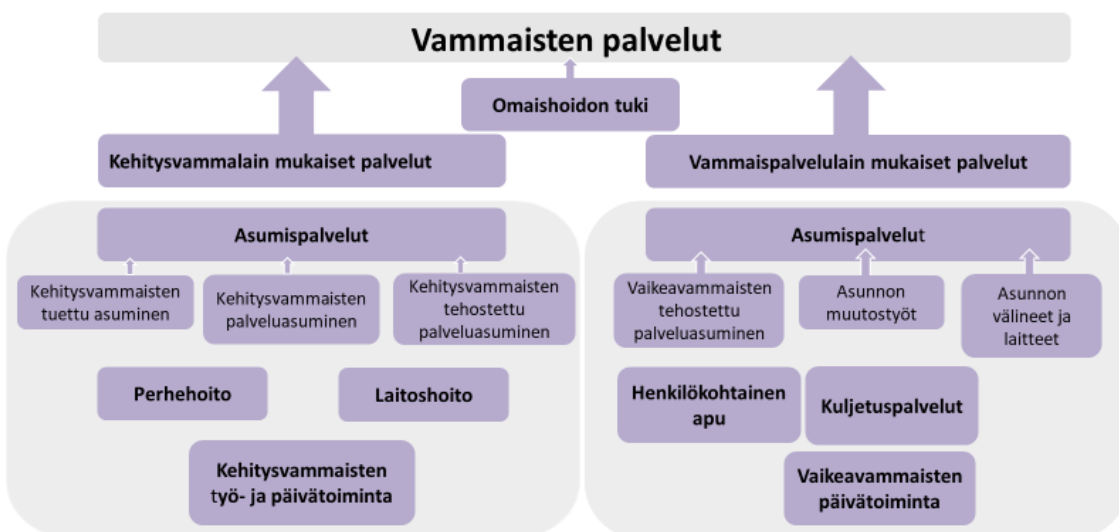 Vammaisten palvelut
Omaishoidon tuki
Kehitysvammalain mukaiset palvelut
Vammaispalvelulain mukaiset palvelut
Asumispalvelut
Kehitysvammaisten
tuettu asuminen
Kehitysvammaisten
palveluasuminen
Kehitysvammaisten
tehostettu
palveluasuminen
Perhehoito
Laitoshoito
Kehitysvammaisten
työ- ja päivätoiminta
Asumispalvelut
Vaikeavammaisten
tehostettu
palveluasuminen
Asunnon
muutostyöt
Asunnon
välineet ja
laitteet
Henkilökohtainen
apu
Kuljetuspalvelut
Vaikeavammaisten
päivätoiminta